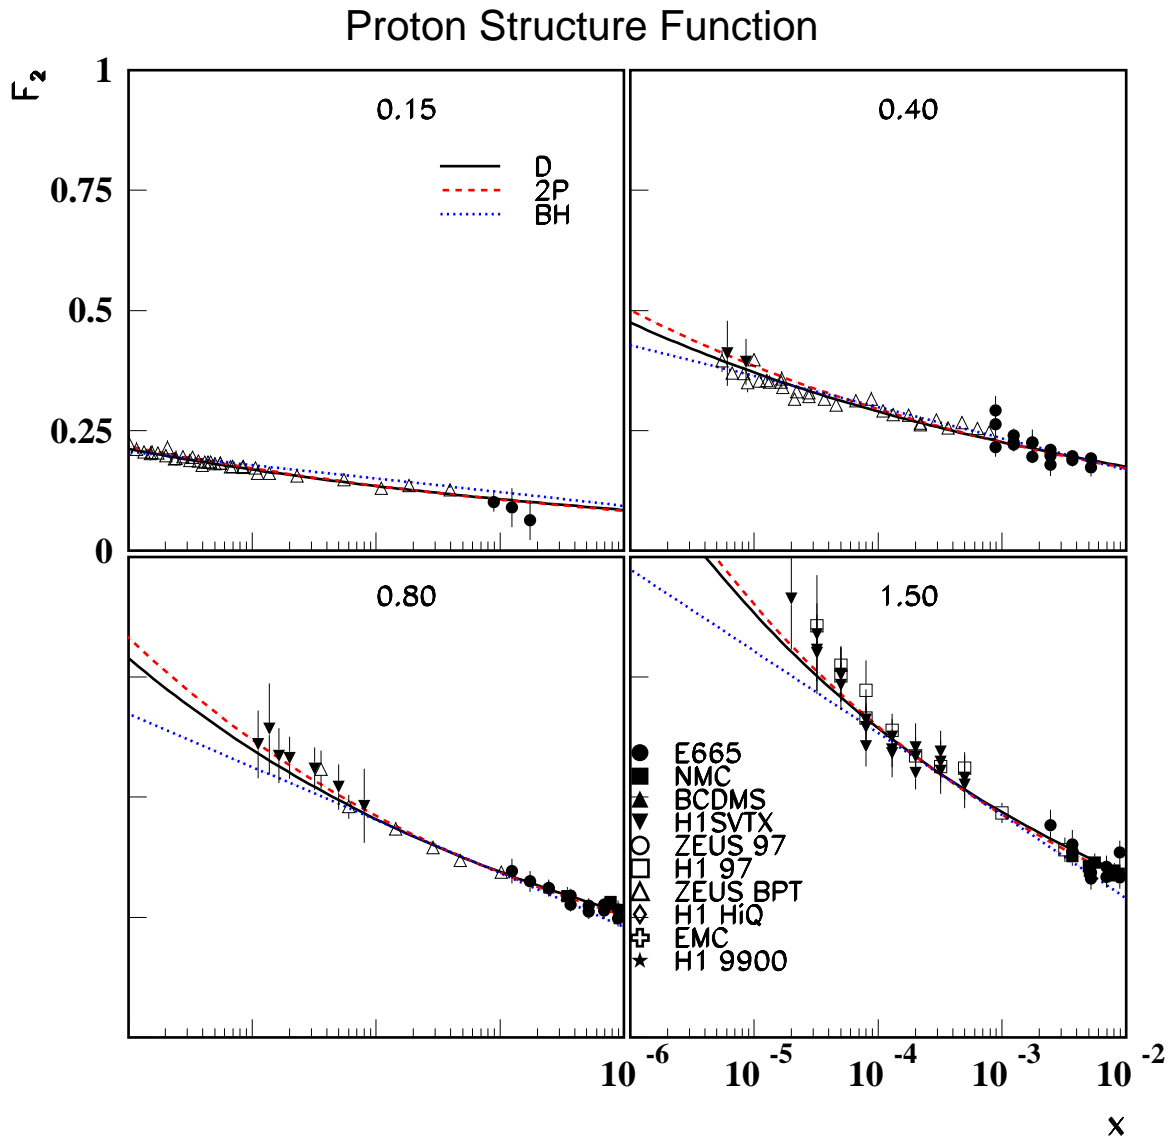 Proton Structure Function
F2
1
0.75
0.5
0.25
0
0.15
D
2P
BH
0.40
0.80
1.50
E665
NMC
BCDMS
H1SVTX
ZEUS 97
H1 97
ZEUS BPT
H1 HiQ
EMC
H1 9900
10 -6
10 -5
10 -4
10 -3
10 -2
x